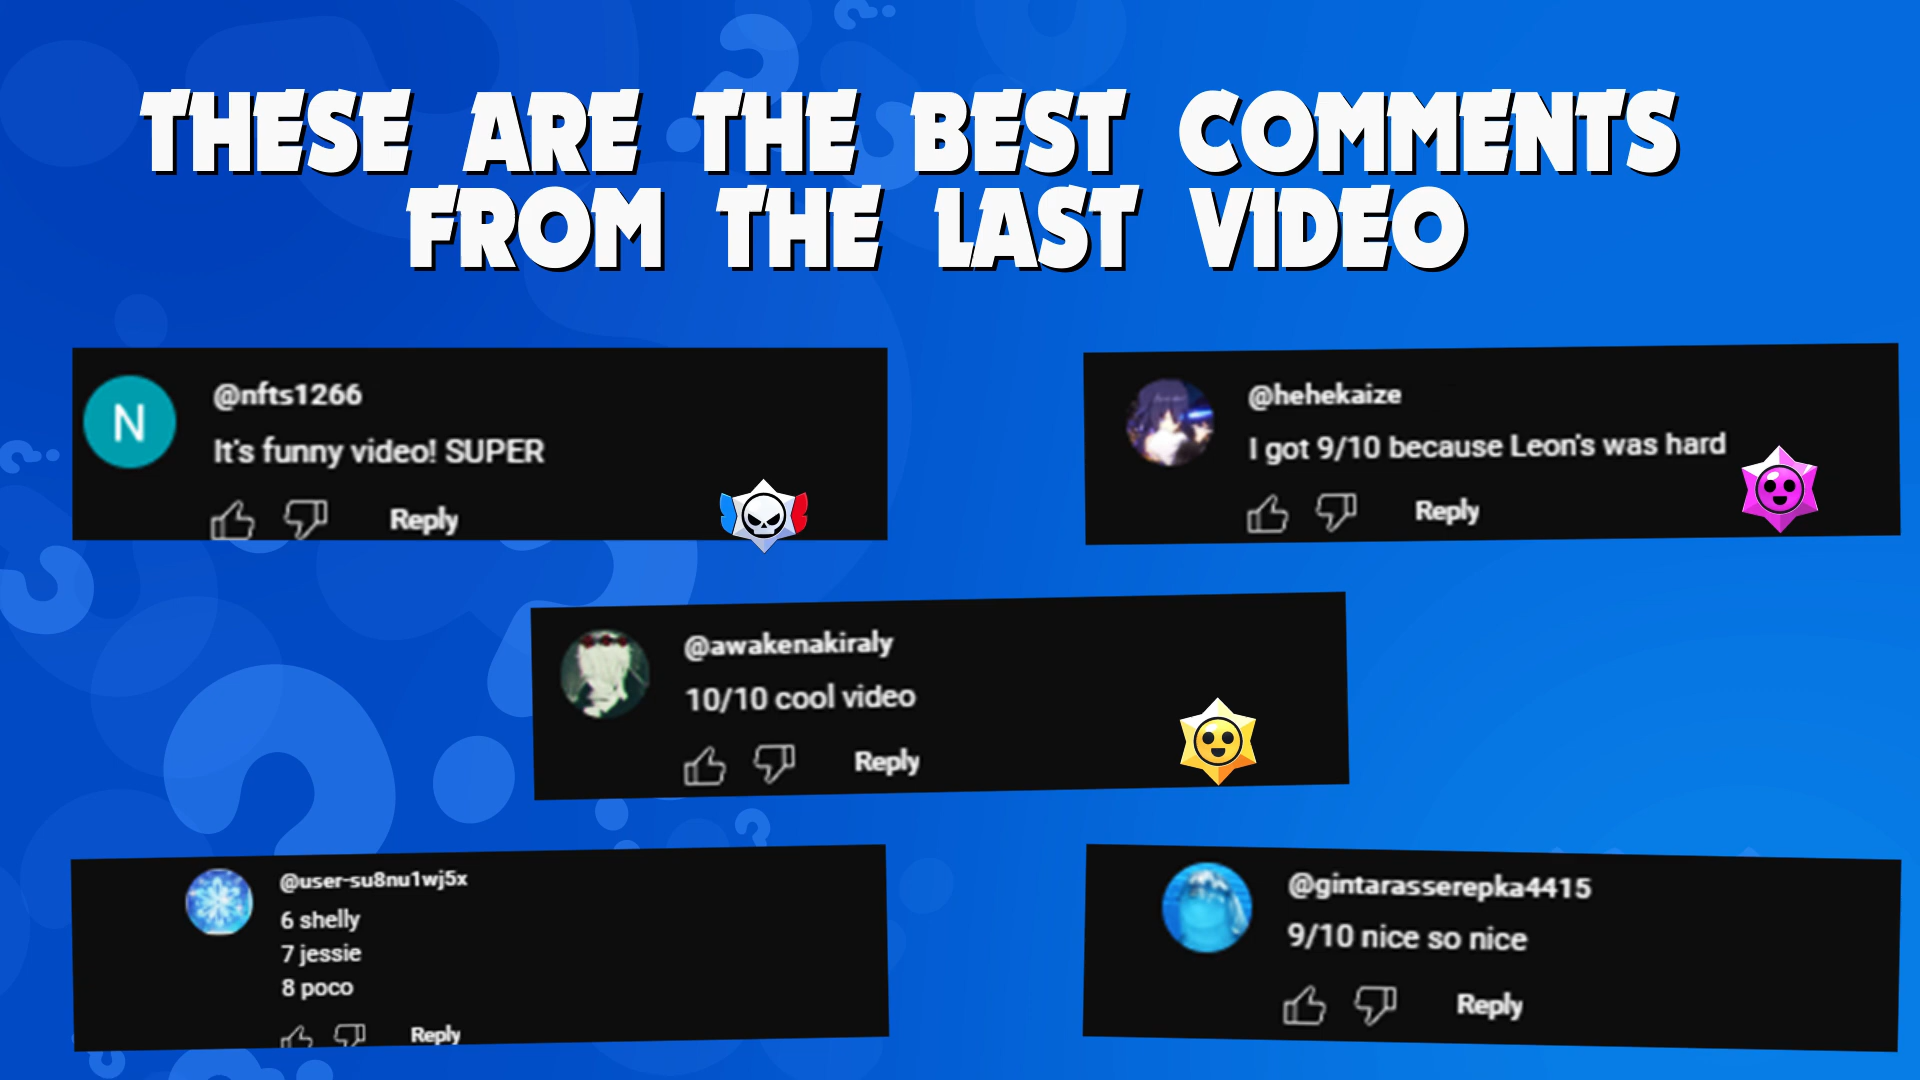 THESE ARE THE BEST COMMENTS
FROM THE LAST VIDEO
N
@nfts1266
It's funny video! SUPER
Reply
@hehekaize
I got 9/10 because Leon's was hard
Reply
@awakenakiraly
10/10 cool video
Reply
@user-su8nu1wj5x
6 shelly
7 jessie
8 poco
Reply
@gintarasserepka4415
9/10 nice so nice
Reply